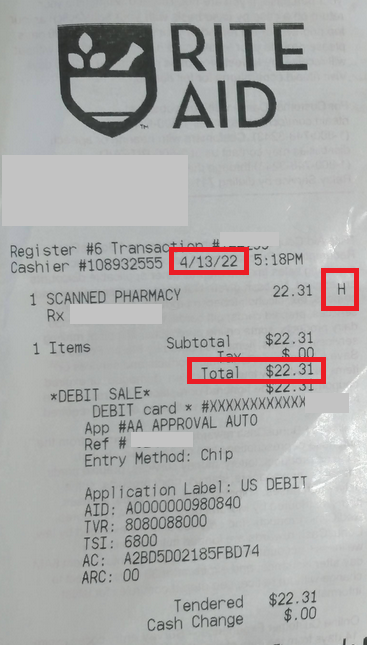 RITE
AID
Register #6 Transaction #
Cashier #108932555 4/13/22 5:18PM
1 SCANNED PHARMACY 22.31 H
Rx
1 Items Subtotal $22.31
Tax $.00
Total $22.31
*DEBIT SALE* $22.31
DEBIT card * #XXXXXXXXXXXX
App #AA APPROVAL AUTO
Ref #
Entry Method: Chip
Application Label: US DEBIT
AID: A0000000980840
TVR: 8080088000
TSI: 6800
AC: A2BD5D02185FBD74
ARC: 00
Tendered $22.31
Cash Change $.00